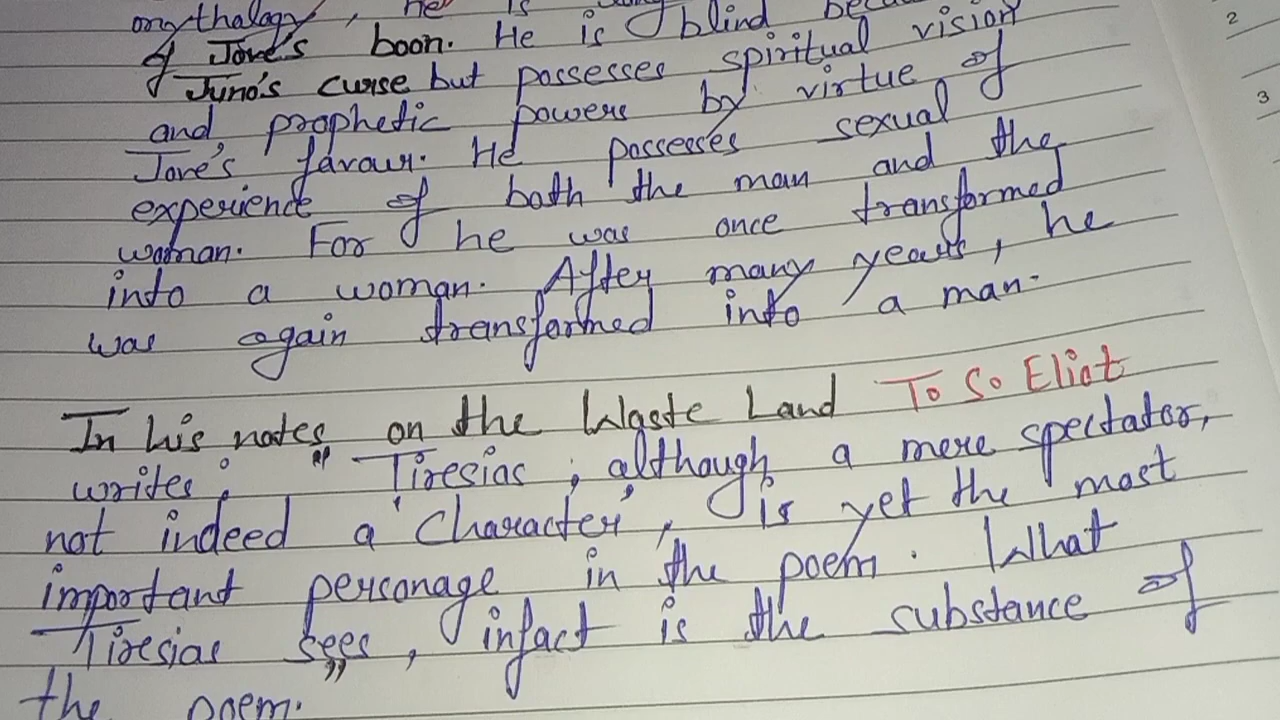 mythology, he is
of Jove's boon. He is blind
Juno's curse but possesses spiritual vision
and prophetic powers by virtue of
Jove's favour. He possesses sexual
experience of both the man and the
woman. For he was once transformed
into a woman. After many years, he
was again transformed into a man.
In his notes on the Waste Land To So Eliot
writes: "Tiresias, although a mere spectator,
not indeed a 'Character', is yet the most
important personage in the poem. What
Tiresias sees, infact is the substance of
the poem."
2
3